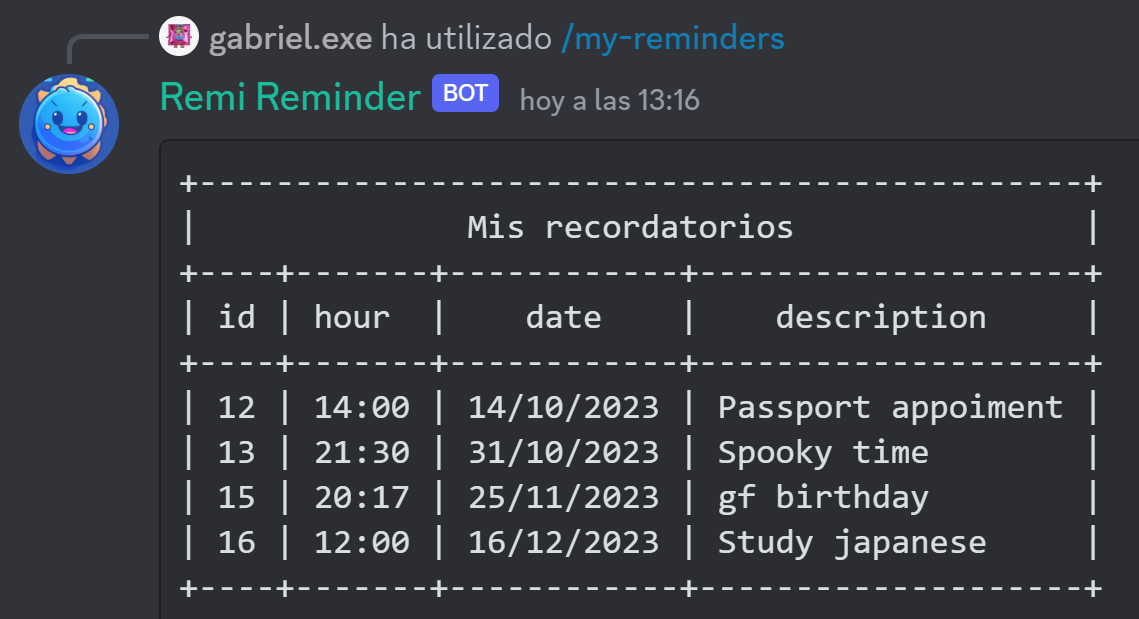 gabriel.exe ha utilizado /my-reminders
Remi Reminder BOT hoy a las 13:16
+----------------------------------------------+
|              Mis recordatorios               |
+----+-------+------------+--------------------+
| id | hour  |    date    |    description     |
+----+-------+------------+--------------------+
| 12 | 14:00 | 14/10/2023 | Passport appoiment |
| 13 | 21:30 | 31/10/2023 | Spooky time        |
| 15 | 20:17 | 25/11/2023 | gf birthday        |
| 16 | 12:00 | 16/12/2023 | Study japanese     |
+----+-------+------------+--------------------+